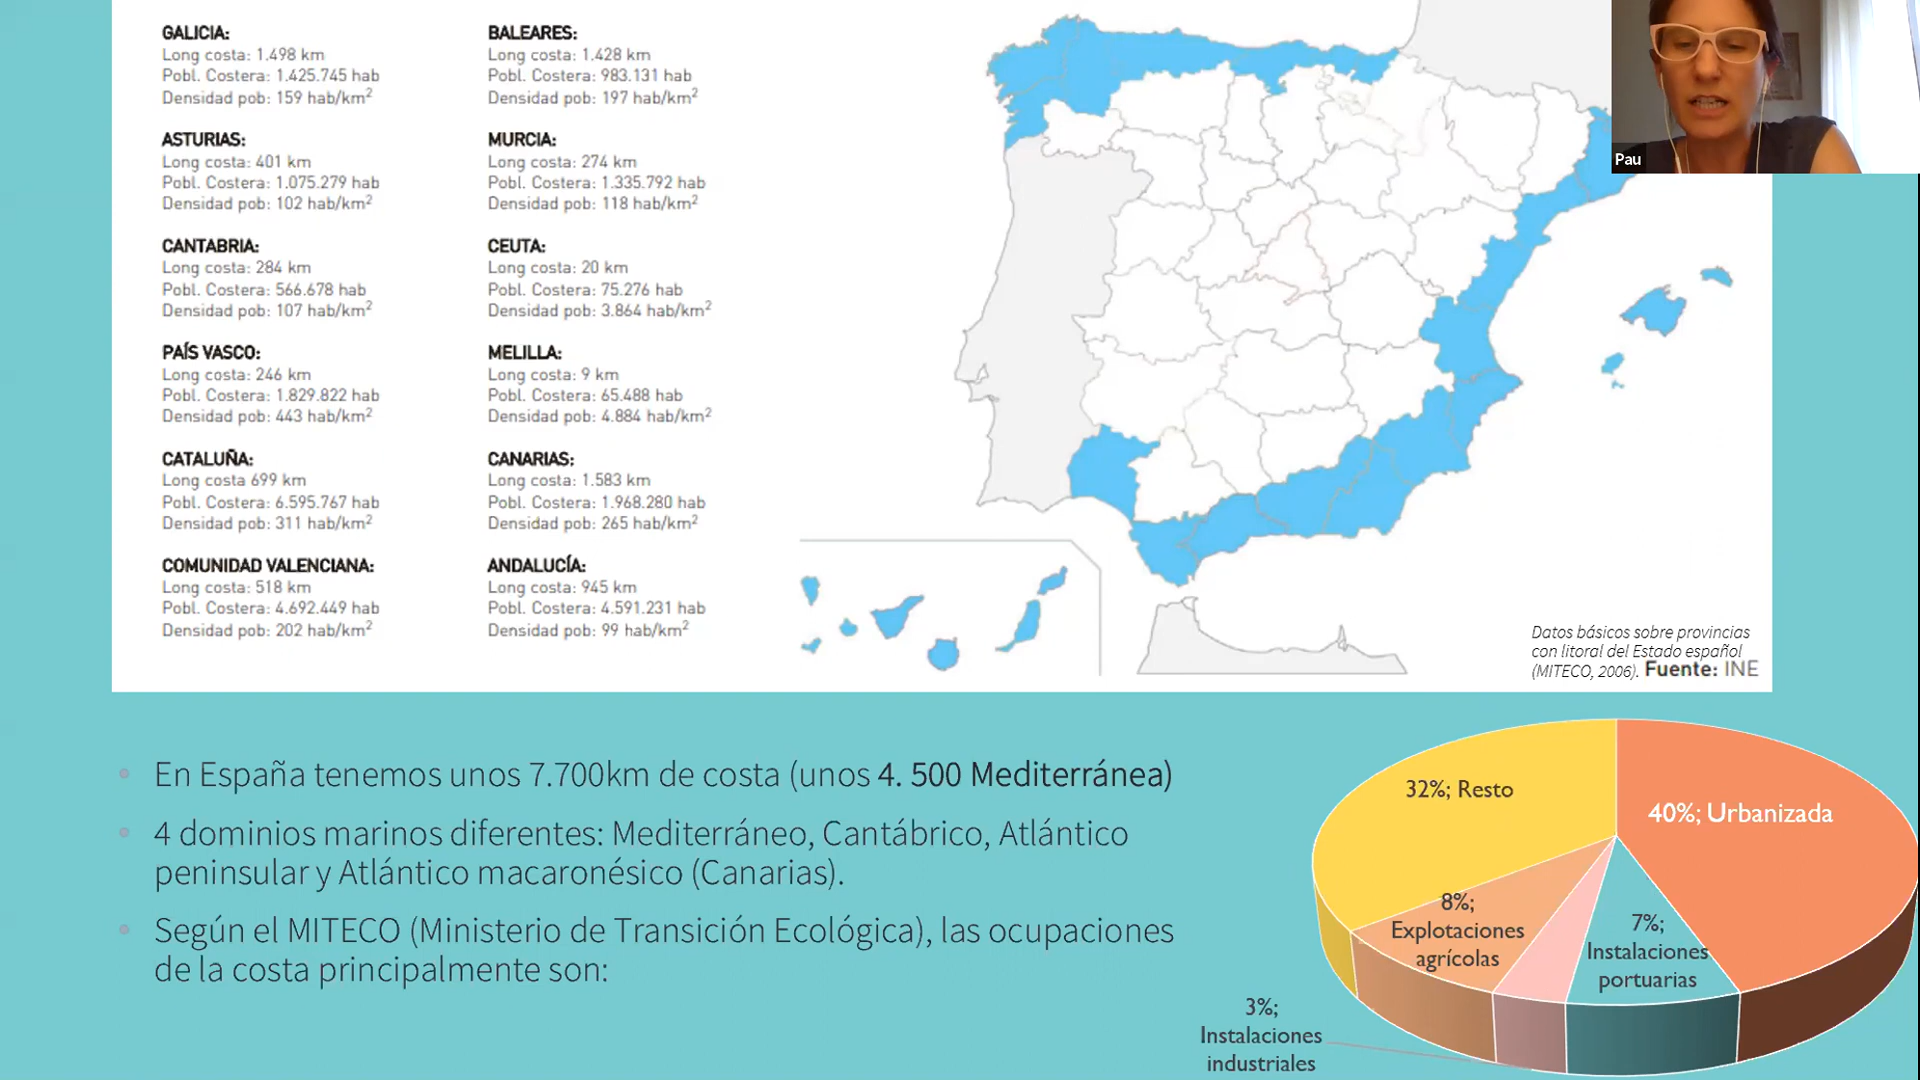 GALICIA:
Long costa: 1.498 km
Pobl. Costera: 1.425.745 hab
Densidad pob: 159 hab/km²
ASTURIAS:
Long costa: 401 km
Pobl. Costera: 1.075.279 hab
Densidad pob: 102 hab/km²
CANTABRIA:
Long costa: 284 km
Pobl. Costera: 566.678 hab
Densidad pob: 107 hab/km²
PAÍS VASCO:
Long costa: 246 km
Pobl. Costera: 1.829.822 hab
Densidad pob: 443 hab/km²
CATALUÑA:
Long costa 699 km
Pobl. Costera: 6.595.767 hab
Densidad pob: 311 hab/km²
COMUNIDAD VALENCIANA:
Long costa: 518 km
Pobl. Costera: 4.692.449 hab
Densidad pob: 202 hab/km²
BALEARES:
Long costa: 1.428 km
Pobl. Costera: 983.131 hab
Densidad pob: 197 hab/km²
MURCIA:
Long costa: 274 km
Pobl. Costera: 1.335.792 hab
Densidad pob: 118 hab/km²
CEUTA:
Long costa: 20 km
Pobl. Costera: 75.276 hab
Densidad pob: 3.864 hab/km²
MELILLA:
Long costa: 9 km
Pobl. Costera: 65.488 hab
Densidad pob: 4.884 hab/km²
CANARIAS:
Long costa: 1.583 km
Pobl. Costera: 1.968.280 hab
Densidad pob: 265 hab/km²
ANDALUCÍA:
Long costa: 945 km
Pobl. Costera: 4.591.231 hab
Densidad pob: 99 hab/km²
Pau
Datos básicos sobre provincias
con litoral del Estado español
(MITECO, 2006). Fuente: INE
• En España tenemos unos 7.700km de costa (unos 4. 500 Mediterránea)
• 4 dominios marinos diferentes: Mediterráneo, Cantábrico, Atlántico
peninsular y Atlántico macaronésico (Canarias).
• Según el MITECO (Ministerio de Transición Ecológica), las ocupaciones
de la costa principalmente son:
32%; Resto
40%; Urbanizada
8%;
Explotaciones
agrícolas
7%;
Instalaciones
portuarias
3%;
Instalaciones
industriales